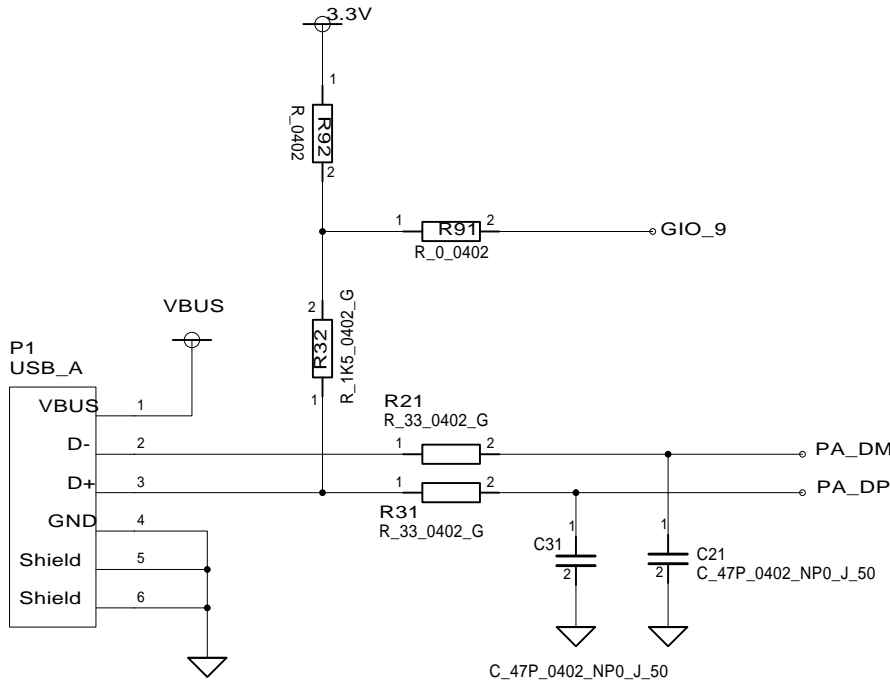 3.3V
1
R92
R_0402
2
1
R91
2
GIO_9
R_0_0402
VBUS
2
R32
R_1K5_0402_G
1
P1
USB_A
VBUS
1
D-
2
D+
3
GND
4
Shield
5
Shield
6
R21
R_33_0402_G
1
2
PA_DM
1
2
PA_DP
R31
R_33_0402_G
1
C31
2
1
C21
2
C_47P_0402_NP0_J_50
C_47P_0402_NP0_J_50